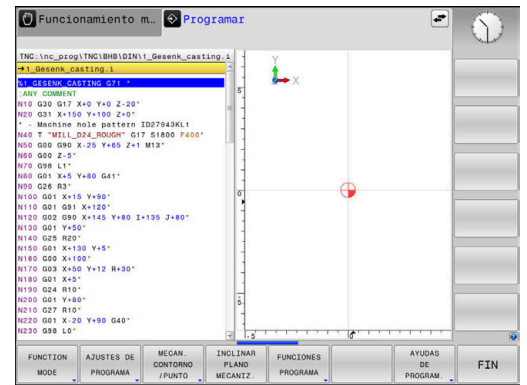 Funcionamiento m… Programar
TNC:\nc_prog\TNC\BHB\DIN\1_Gesenk_casting.i
→1_Gesenk_casting.i
%1_GESENK_CASTING G71 *
;ANY COMMENT
N10 G30 G17 X+0 Y+0 Z-20*
N20 G31 X+150 Y+100 Z+0*
* - Machine hole pattern ID27943KL1
N40 T "MILL_D24_ROUGH" G17 S1800 F400*
N50 G00 G90 X-25 Y+65 Z+1 M13*
N60 G00 Z-5*
N70 G98 L1*
N80 G01 X+5 Y+80 G41*
N90 G26 R3*
N100 G01 X+15 Y+90*
N110 G01 G91 X+120*
N120 G02 G90 X+145 Y+80 I+135 J+80*
N130 G01 Y+50*
N140 G25 R20*
N150 G01 X+130 Y+5*
N160 G00 X+100*
N170 G03 X+50 Y+12 R+30*
N180 G01 X+5*
N190 G24 R10*
N200 G01 Y+80*
N210 G27 R10*
N220 G01 X-20 Y+90 G40*
N230 G98 L0*
Y
X
5
0
-5
-5
0
FUNCTION
MODE
AJUSTES DE
PROGRAMA
MECAN.
CONTORNO
/PUNTO
INCLINAR
PLANO
MECANIZ.
FUNCIONES
PROGRAMA
AYUDAS
DE
PROGRAM.
FIN